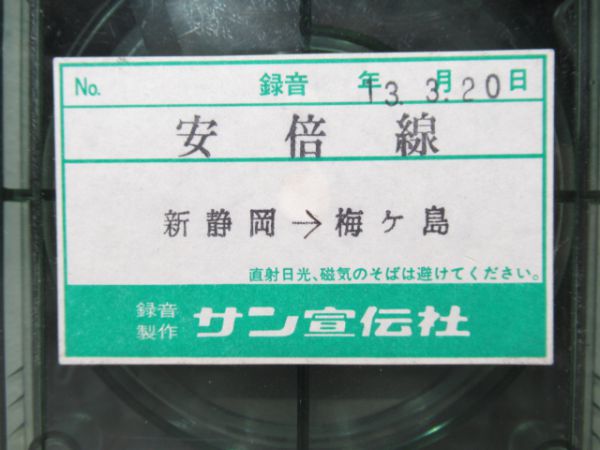 No. 録音 年 月 日
13. 3. 20
安倍線
新静岡→梅ケ島
直射日光、磁気のそばは避けてください。
録音製作 サン宣伝社